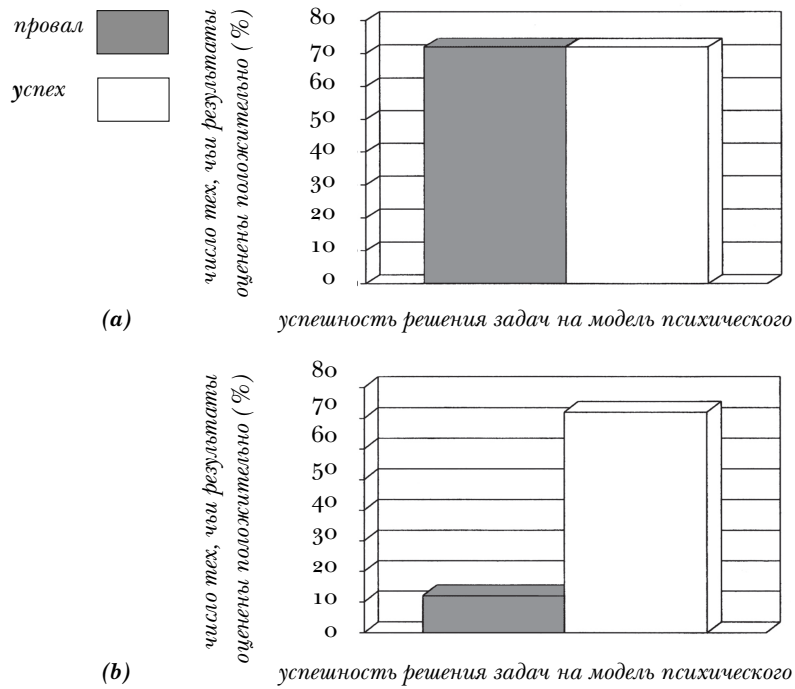 провал
успех
число тех, чьи результаты
оценены положительно (%)
80
70
60
50
40
30
20
10
0
(a)
успешность решения задач на модель психического
число тех, чьи результаты
оценены положительно (%)
80
70
60
50
40
30
20
10
0
(b)
успешность решения задач на модель психического